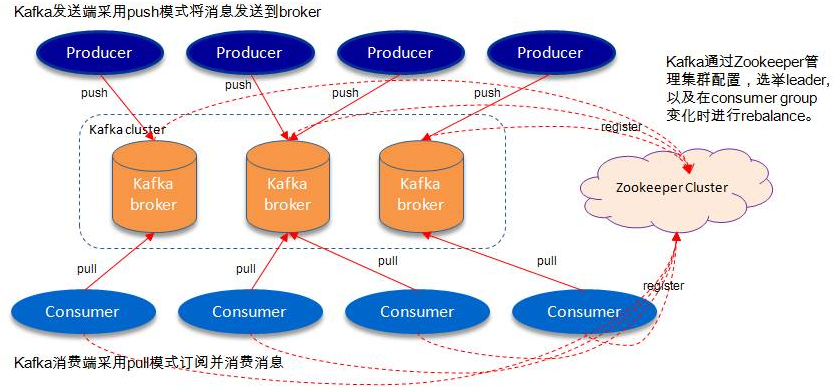 Kafka发送端采用push模式将消息发送到broker
Producer
Producer
Producer
Producer
Kafka通过Zookeeper管
理集群配置，选举leader,
以及在consumer group
变化时进行rebalance。
push
push
push
push
register
Kafka cluster
Kafka
broker
Kafka
broker
Kafka
broker
Zookeeper Cluster
pull
pull
pull
pull
register
Consumer
Consumer
Consumer
Consumer
Kafka消费端采用pull模式订阅并消费消息